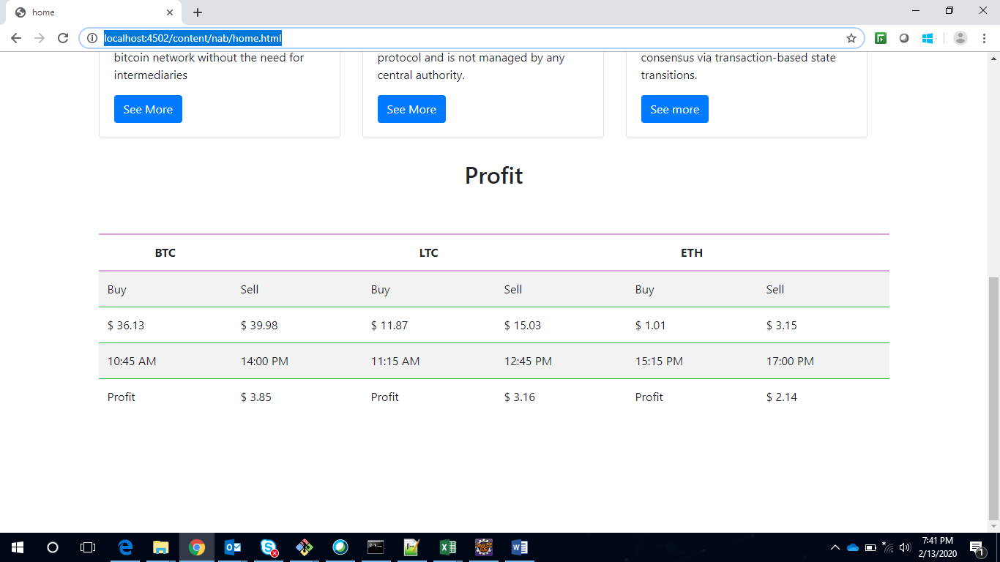 home
localhost:4502/content/nab/home.html
bitcoin network without the need for
intermediaries
See More
protocol and is not managed by any
central authority.
See More
consensus via transaction-based state
transitions.
See more
Profit
BTC LTC ETH
Buy Sell Buy Sell Buy Sell
$ 36.13 $ 39.98 $ 11.87 $ 15.03 $ 1.01 $ 3.15
10:45 AM 14:00 PM 11:15 AM 12:45 PM 15:15 PM 17:00 PM
Profit $ 3.85 Profit $ 3.16 Profit $ 2.14
7:41 PM
2/13/2020
1